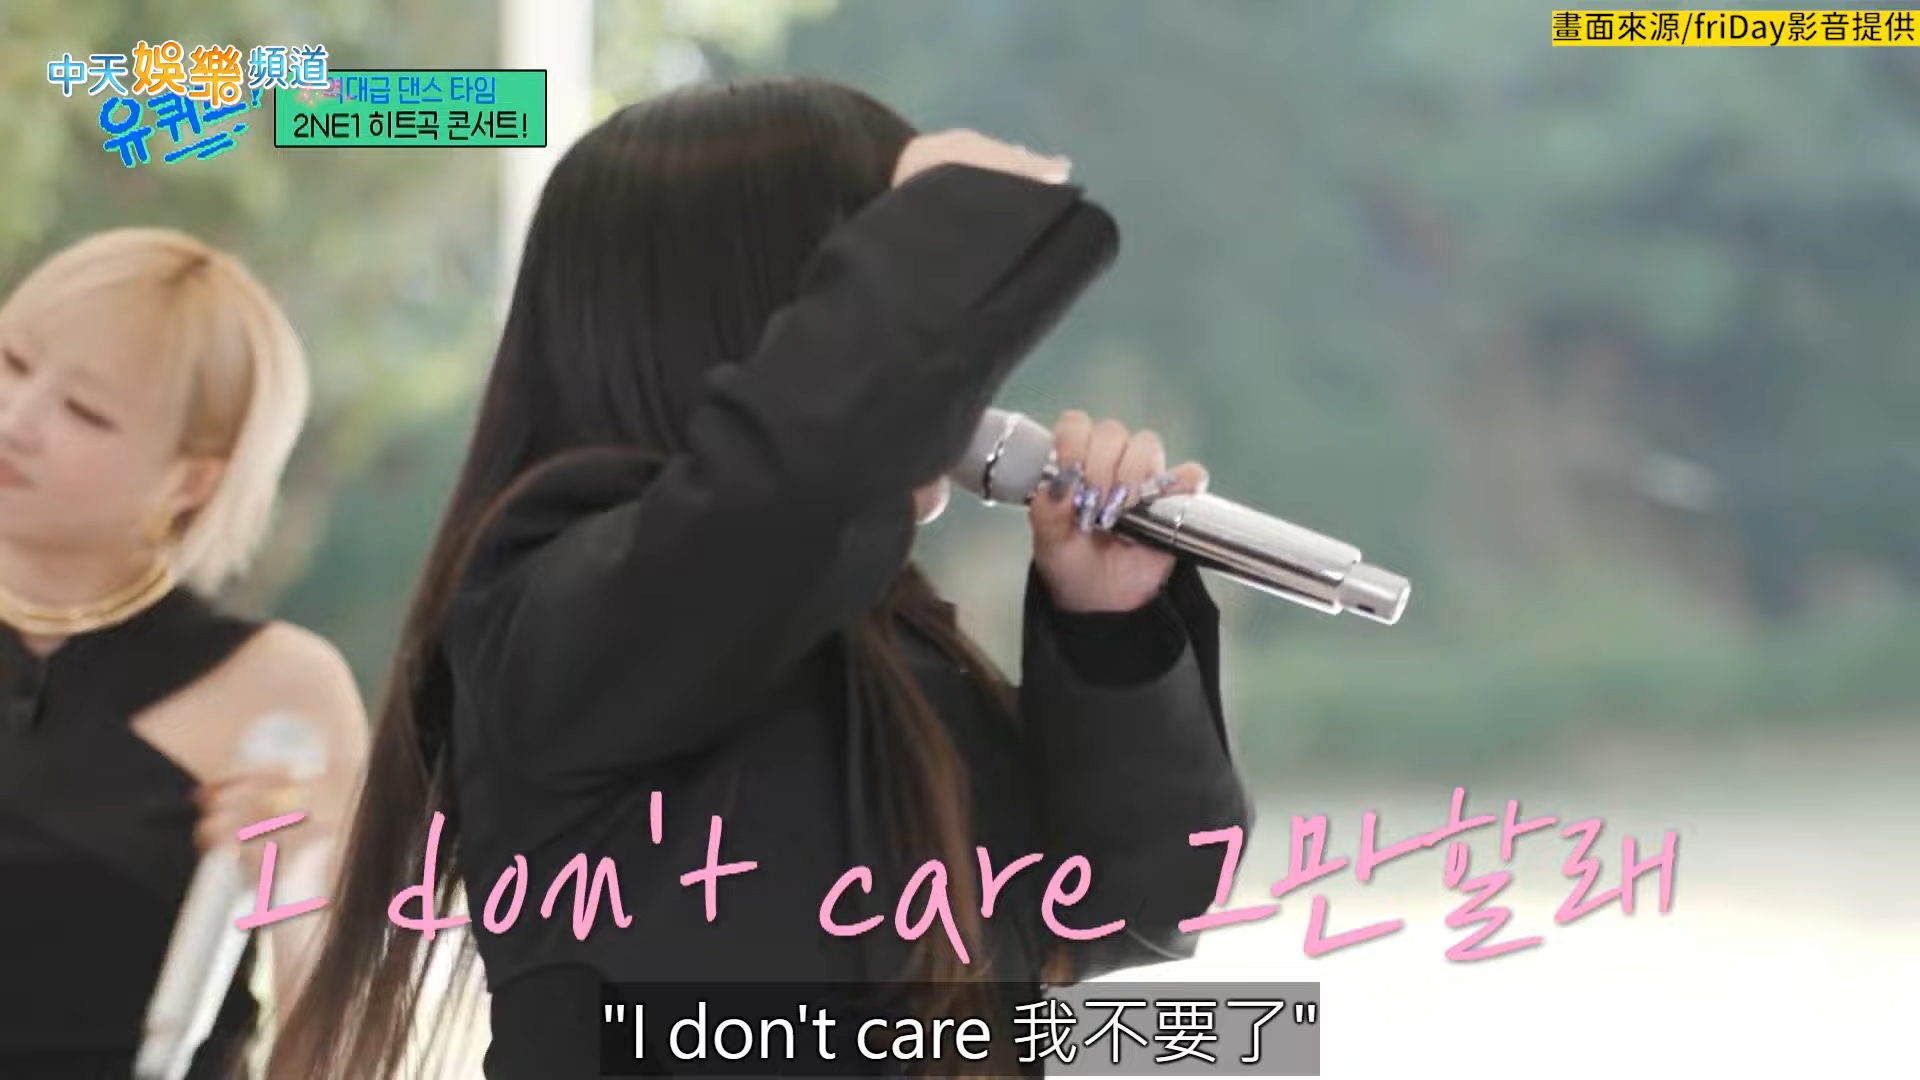 畫面來源/friDay影音提供
中天娛樂頻道
유퀴즈!
역대급 댄스 타임
2NE1 히트곡 콘서트!
I don't care 그만할래
"I don't care 我不要了"